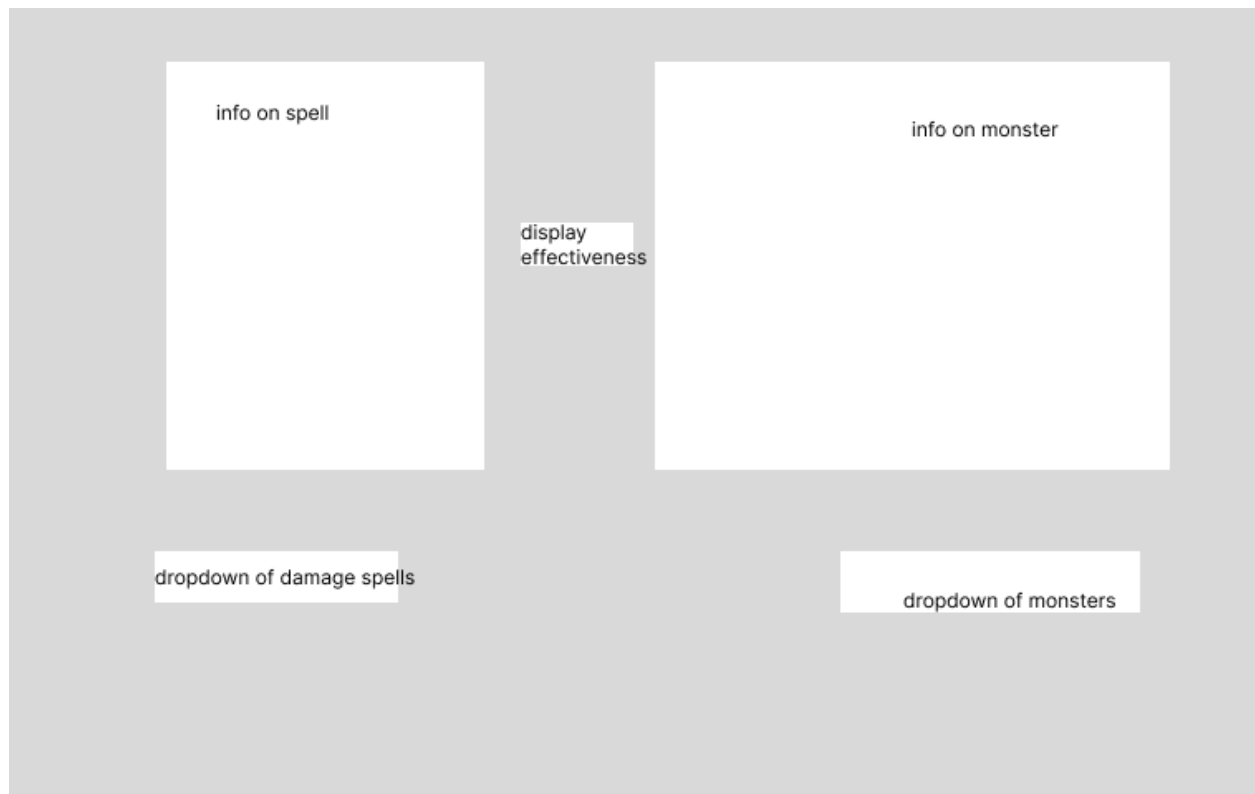 info on spell
info on monster
display
effectiveness
dropdown of damage spells
dropdown of monsters